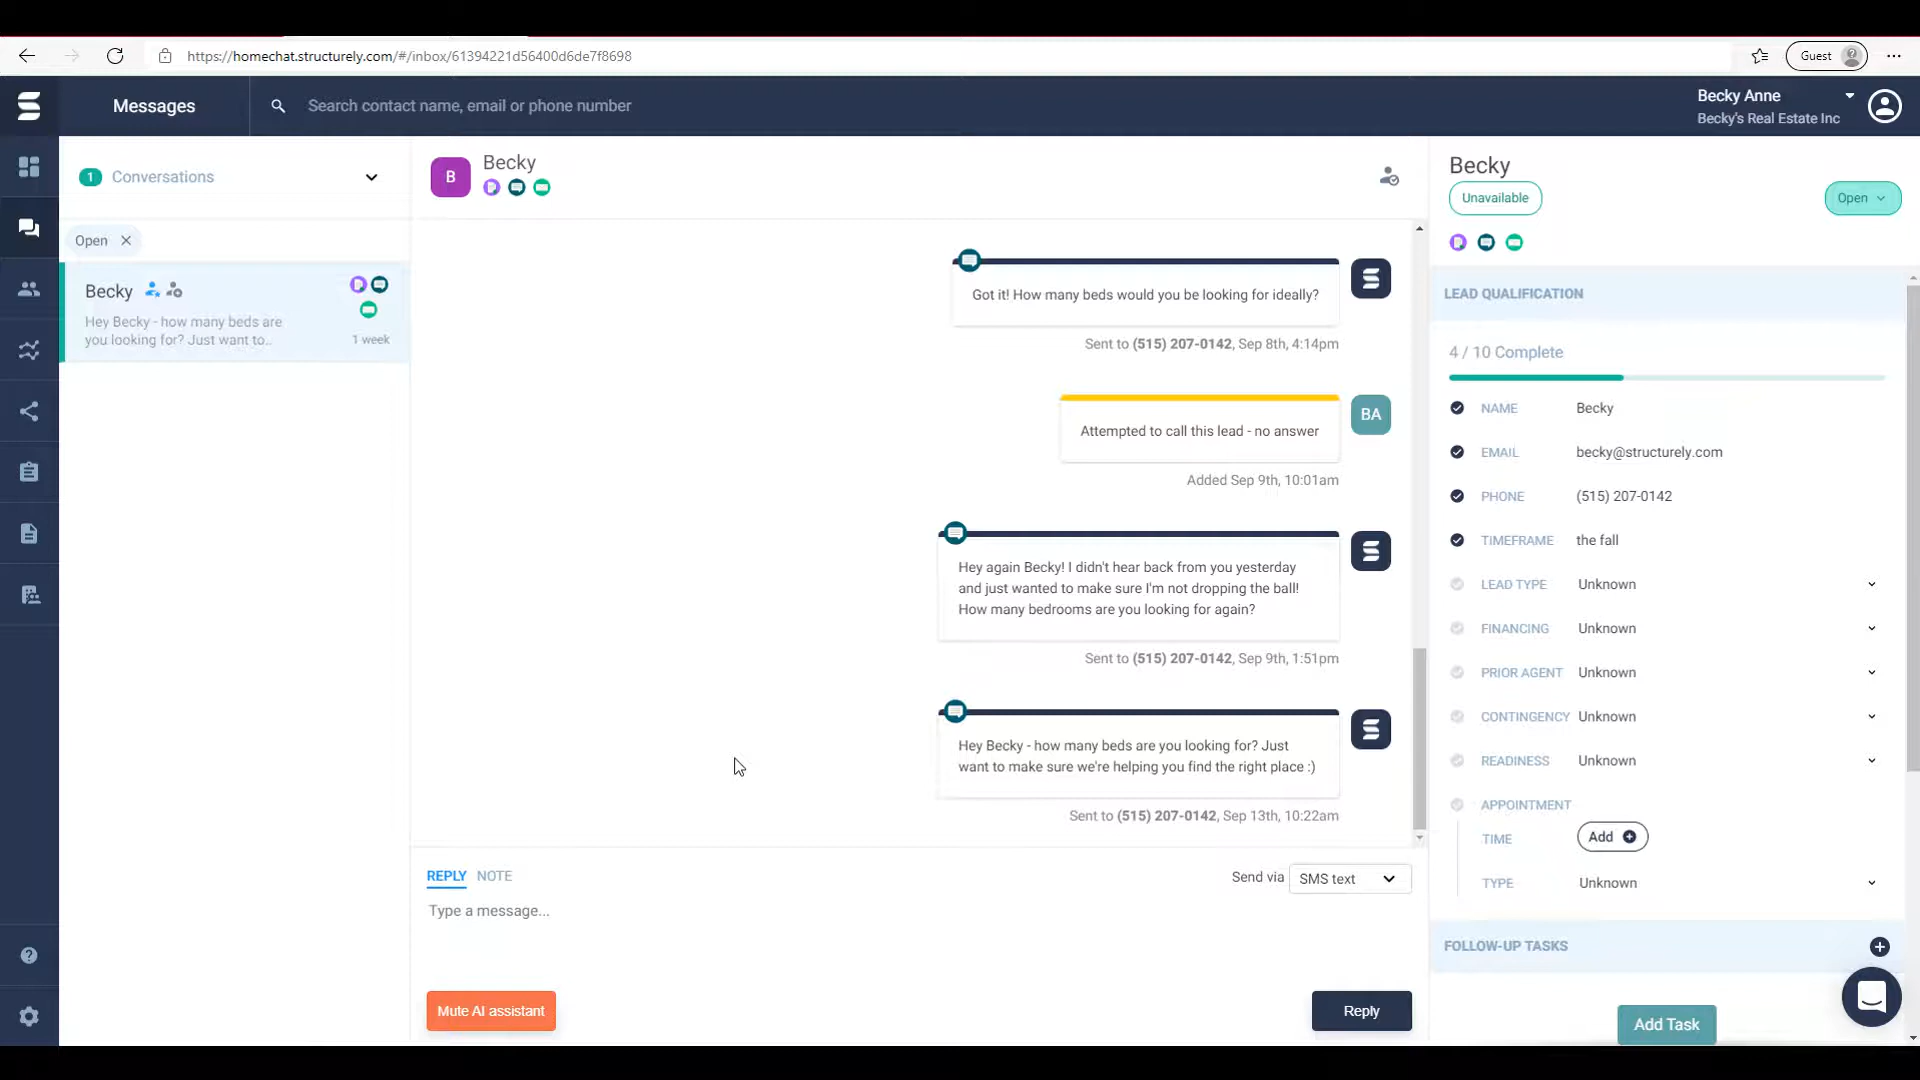 https://homechat.structurely.com/#/inbox/61394221d56400d6de7f8698
Guest
Messages
Search contact name, email or phone number
Becky Anne
Becky's Real Estate Inc
1 Conversations
Open
Becky
Hey Becky - how many beds are
you looking for? Just want to...
1 week
B
Becky
Got it! How many beds would you be looking for ideally?
Sent to (515) 207-0142, Sep 8th, 4:14pm
Attempted to call this lead - no answer
BA
Added Sep 9th, 10:01am
Hey again Becky! I didn't hear back from you yesterday
and just wanted to make sure I'm not dropping the ball!
How many bedrooms are you looking for again?
Sent to (515) 207-0142, Sep 9th, 1:51pm
Hey Becky - how many beds are you looking for? Just
want to make sure we're helping you find the right place :)
Sent to (515) 207-0142, Sep 13th, 10:22am
REPLY NOTE
Send via SMS text
Type a message...
Mute AI assistant
Reply
Becky
Unavailable
Open
LEAD QUALIFICATION
4 / 10 Complete
NAME Becky
EMAIL becky@structurely.com
PHONE (515) 207-0142
TIMEFRAME the fall
LEAD TYPE Unknown
FINANCING Unknown
PRIOR AGENT Unknown
CONTINGENCY Unknown
READINESS Unknown
APPOINTMENT
TIME Add
TYPE Unknown
FOLLOW-UP TASKS
Add Task